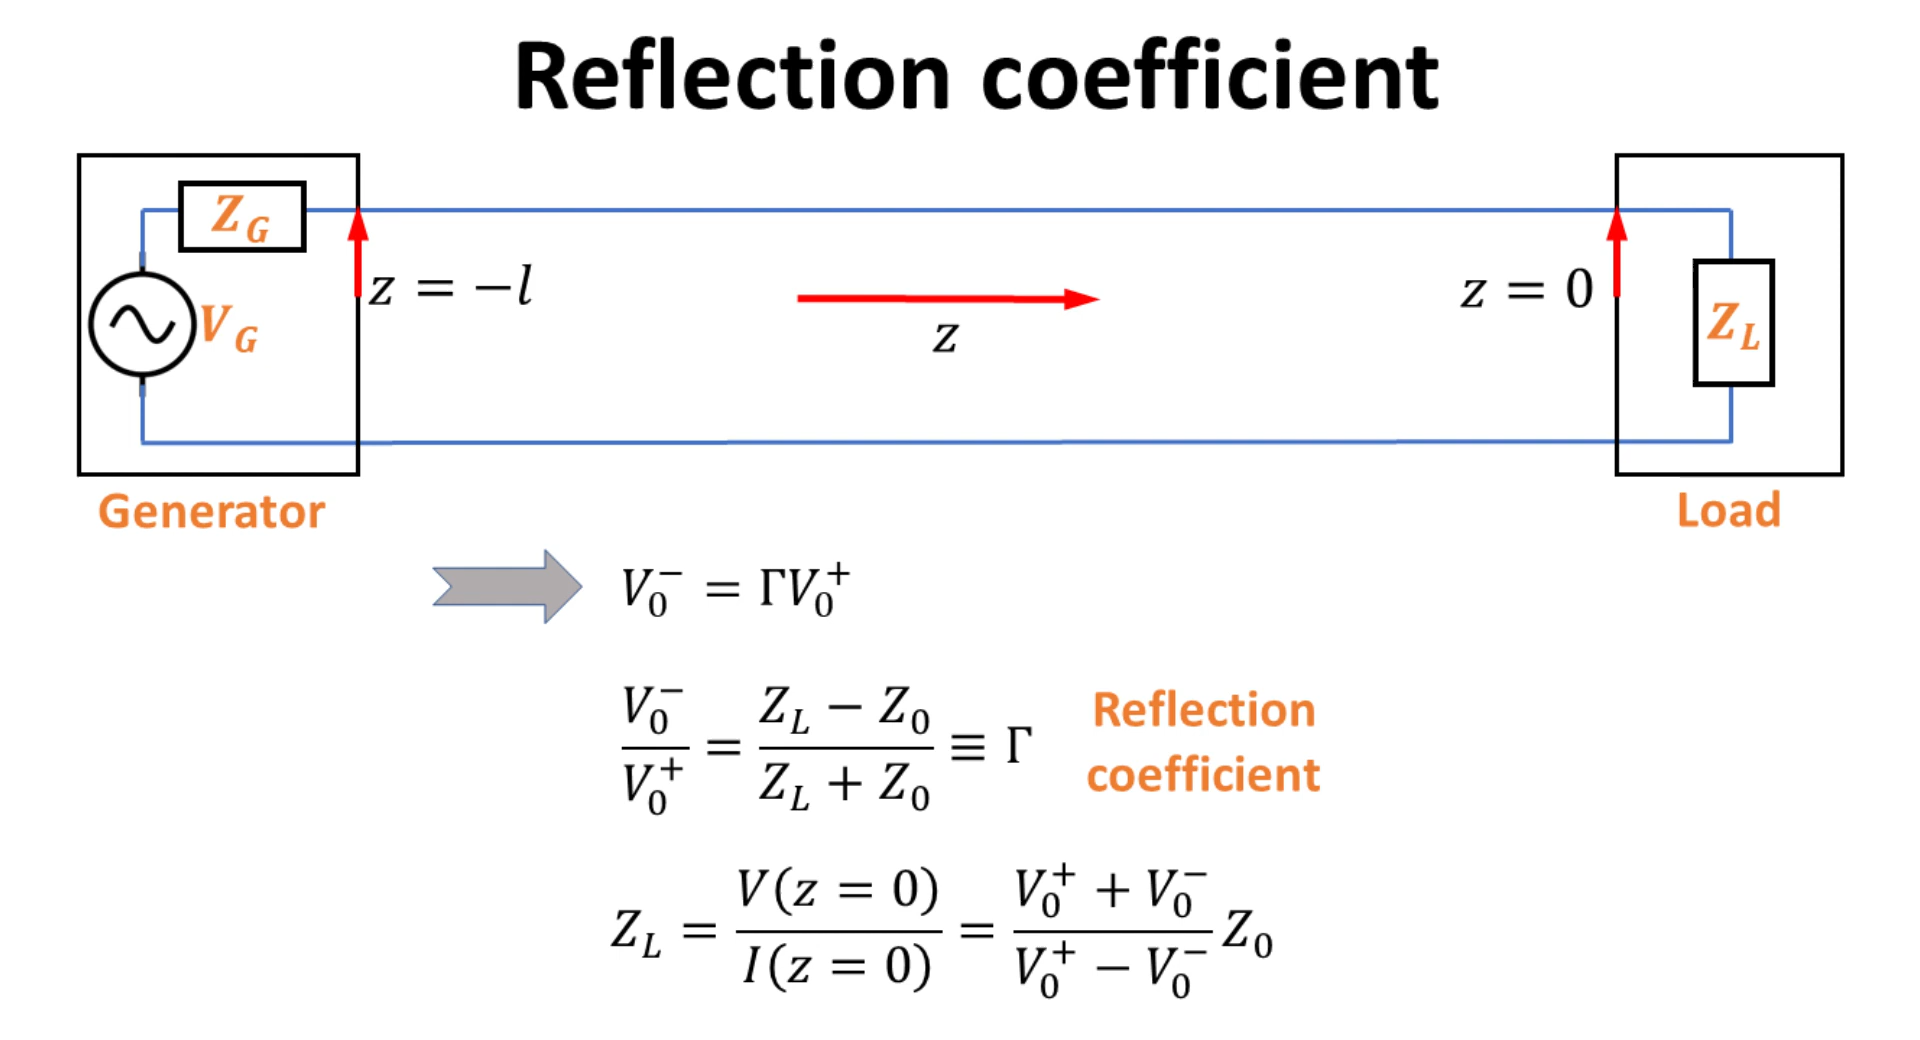 Reflection coefficient
Z_G
V_G
z = −l
z
z = 0
Z_L
Generator
Load
V_0^− = ΓV_0^+
V_0^− / V_0^+ = (Z_L − Z_0) / (Z_L + Z_0) ≡ Γ
Reflection
coefficient
Z_L = V(z = 0) / I(z = 0) = (V_0^+ + V_0^−) / (V_0^+ − V_0^−) Z_0